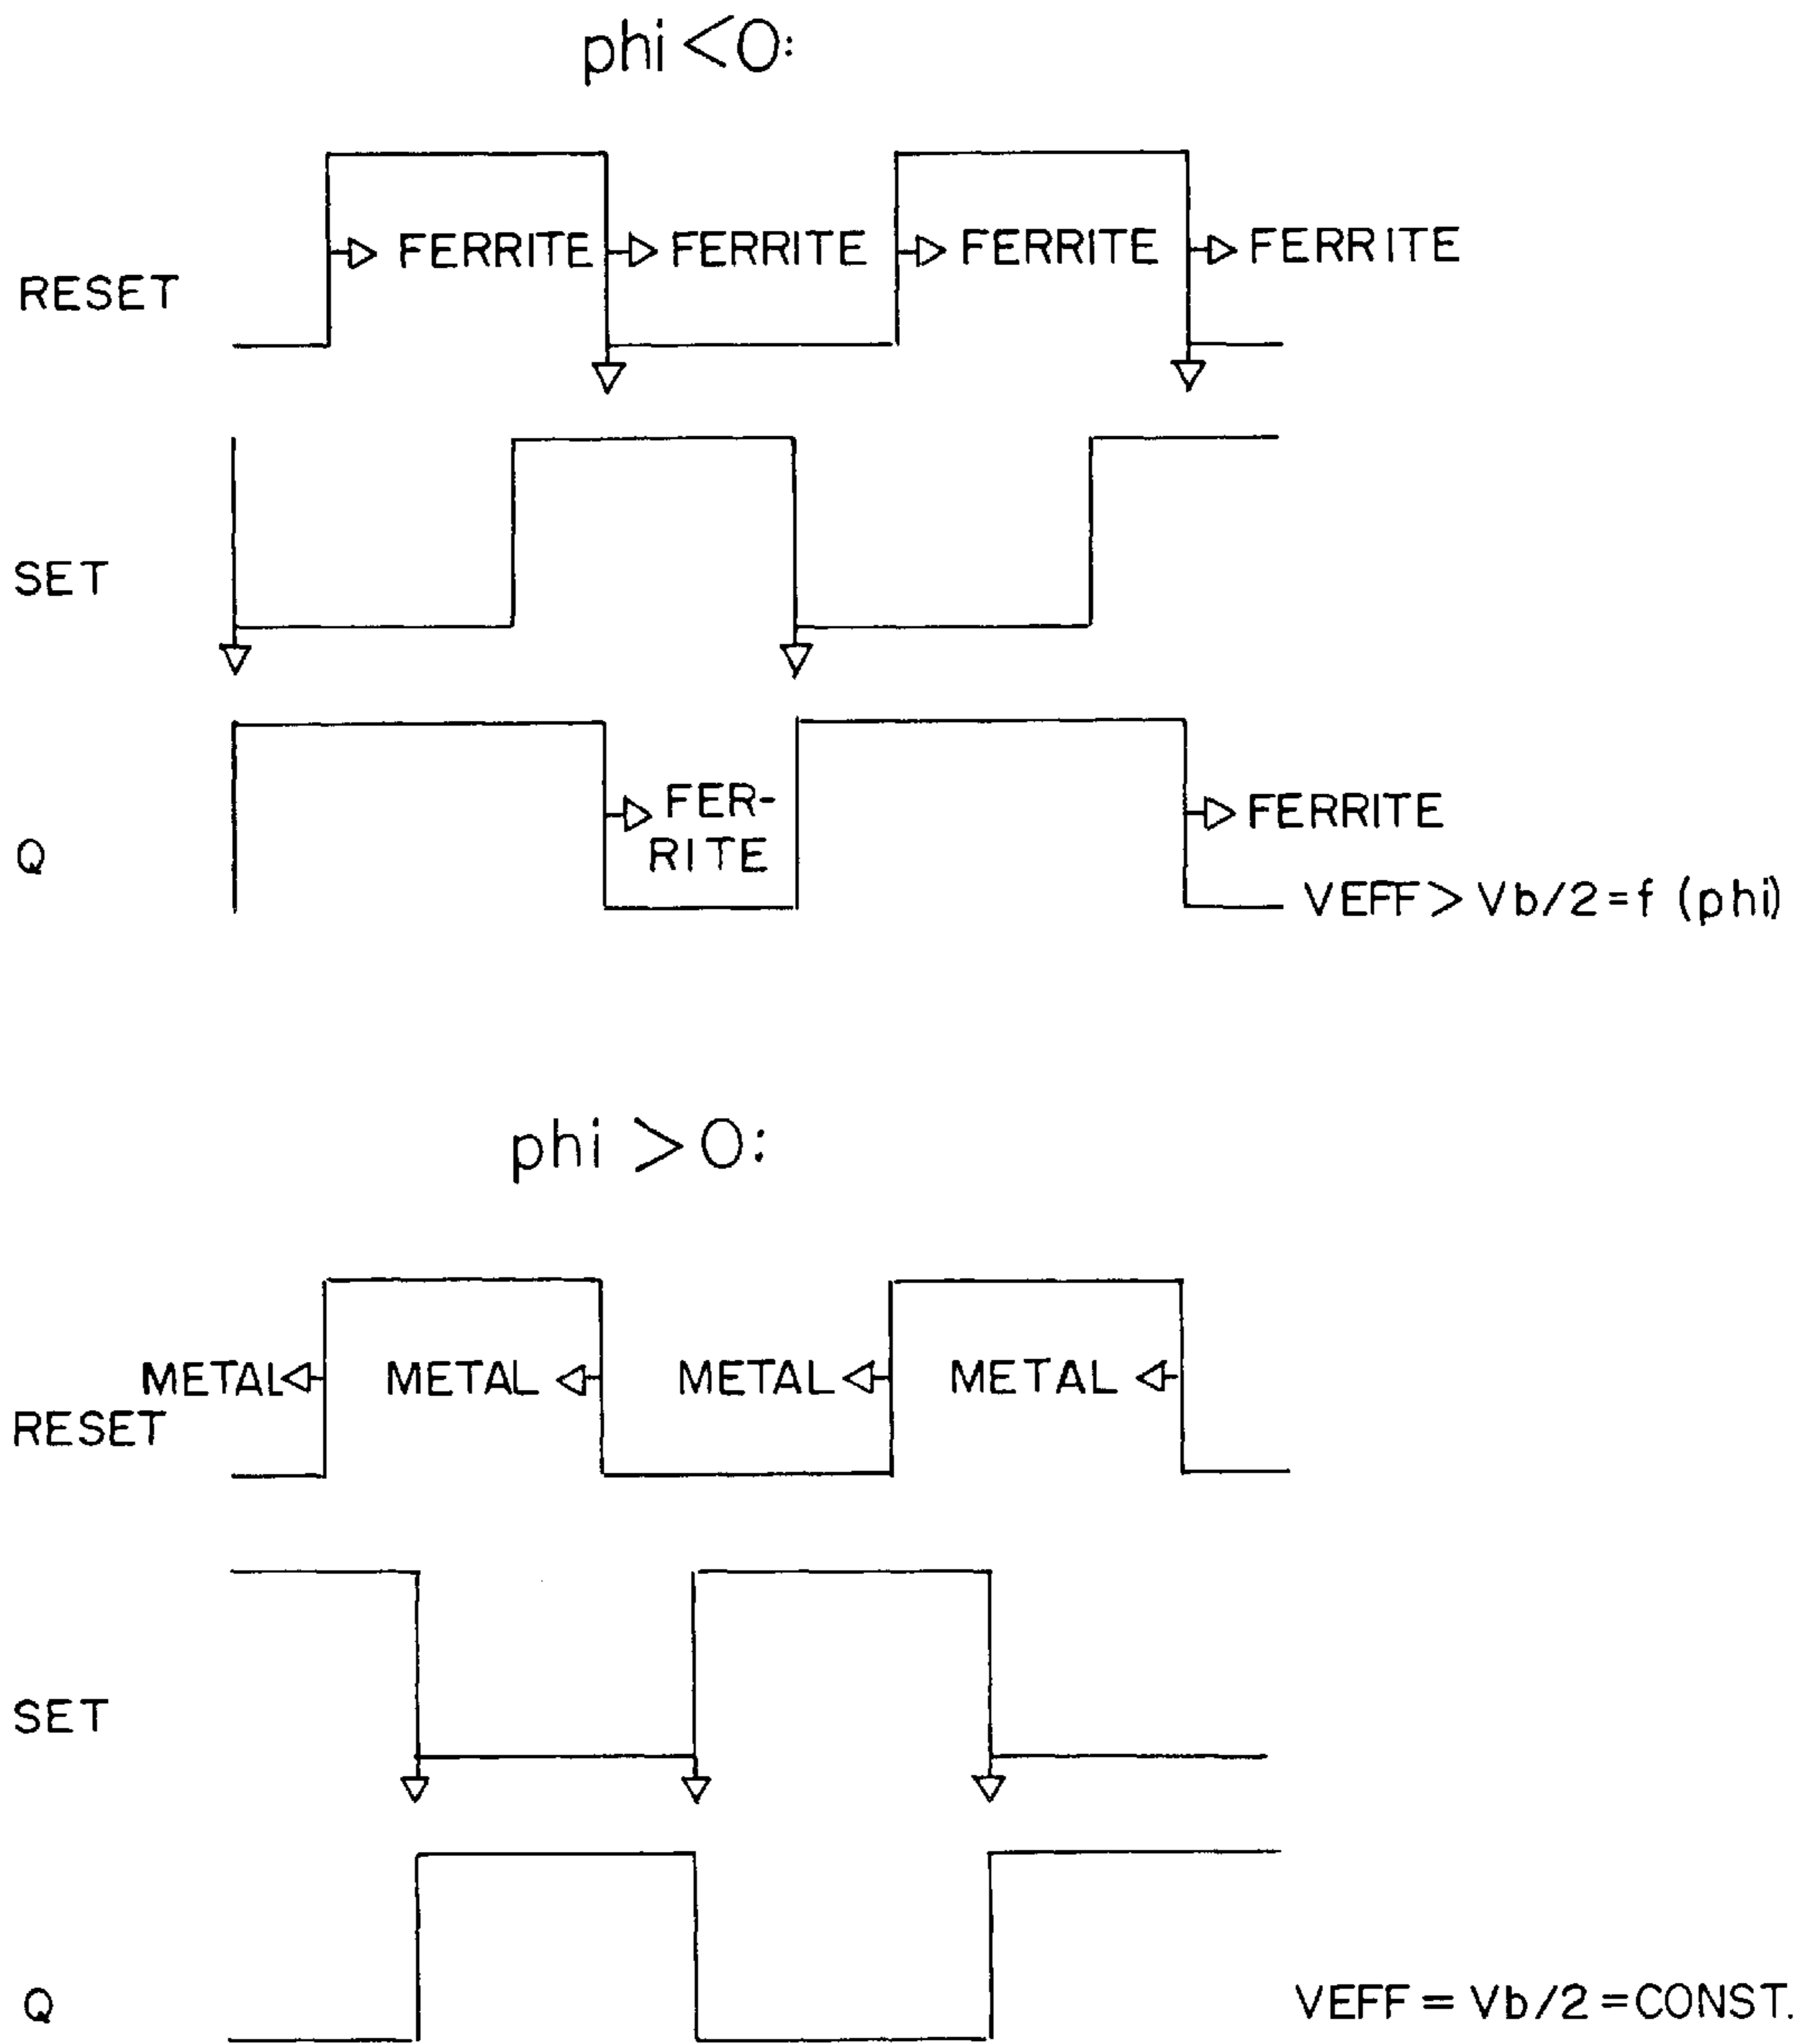 phi<0:
FERRITE FERRITE FERRITE FERRITE
RESET
SET
FER-
RITE
FERRITE
Q
VEFF > Vb/2=f (phi)
phi >0:
METAL METAL METAL METAL
RESET
SET
Q
VEFF = Vb/2=CONST.